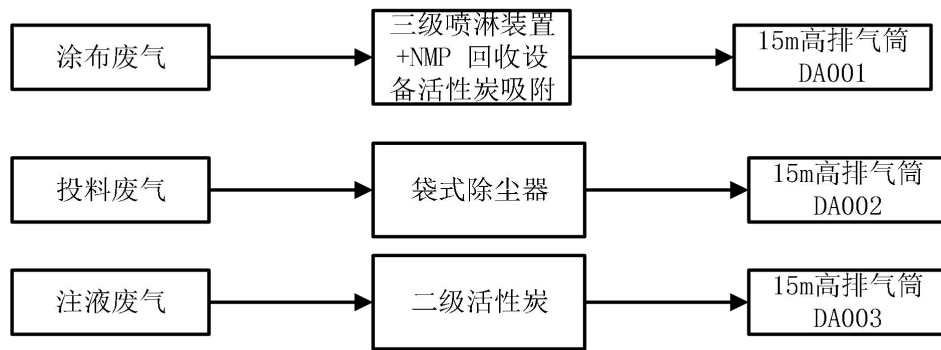 涂布废气
三级喷淋装置
+NMP 回收设
备活性炭吸附
15m高排气筒
DA001
投料废气
袋式除尘器
15m高排气筒
DA002
注液废气
二级活性炭
15m高排气筒
DA003